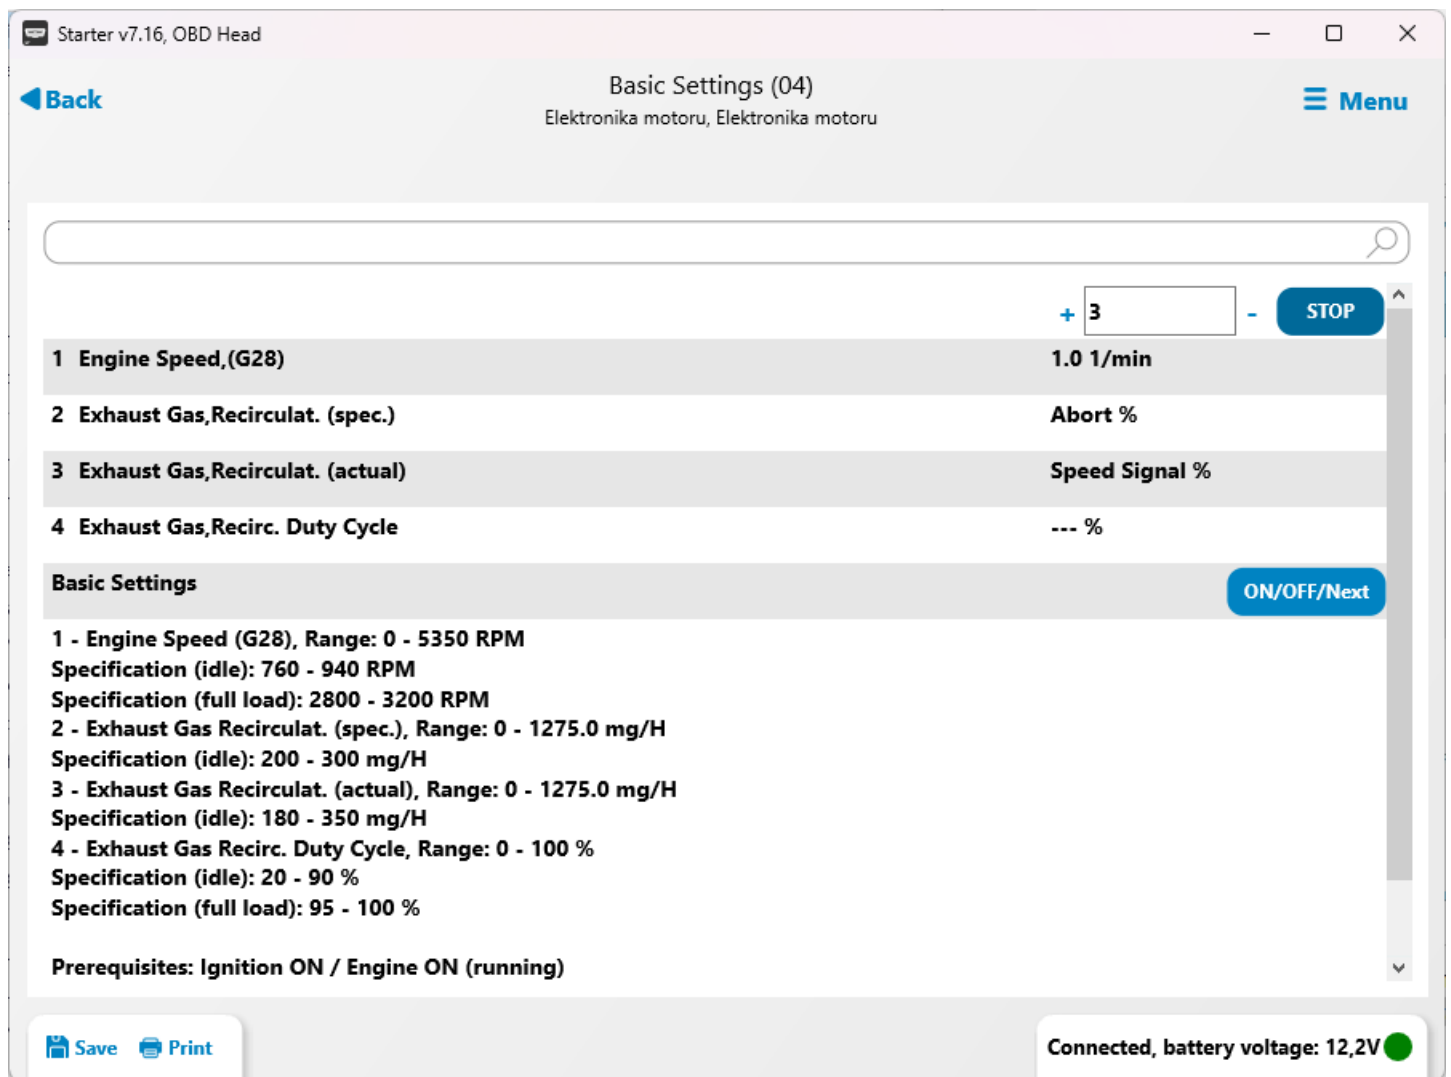 Starter v7.16, OBD Head
Back
Basic Settings (04)
Menu
Elektronika motoru, Elektronika motoru
+ 3 - STOP
1 Engine Speed,(G28) 1.0 1/min
2 Exhaust Gas,Recirculat. (spec.) Abort %
3 Exhaust Gas,Recirculat. (actual) Speed Signal %
4 Exhaust Gas,Recirc. Duty Cycle --- %
Basic Settings ON/OFF/Next
1 - Engine Speed (G28), Range: 0 - 5350 RPM
Specification (idle): 760 - 940 RPM
Specification (full load): 2800 - 3200 RPM
2 - Exhaust Gas Recirculat. (spec.), Range: 0 - 1275.0 mg/H
Specification (idle): 200 - 300 mg/H
3 - Exhaust Gas Recirculat. (actual), Range: 0 - 1275.0 mg/H
Specification (idle): 180 - 350 mg/H
4 - Exhaust Gas Recirc. Duty Cycle, Range: 0 - 100 %
Specification (idle): 20 - 90 %
Specification (full load): 95 - 100 %
Prerequisites: Ignition ON / Engine ON (running)
Save Print Connected, battery voltage: 12,2V